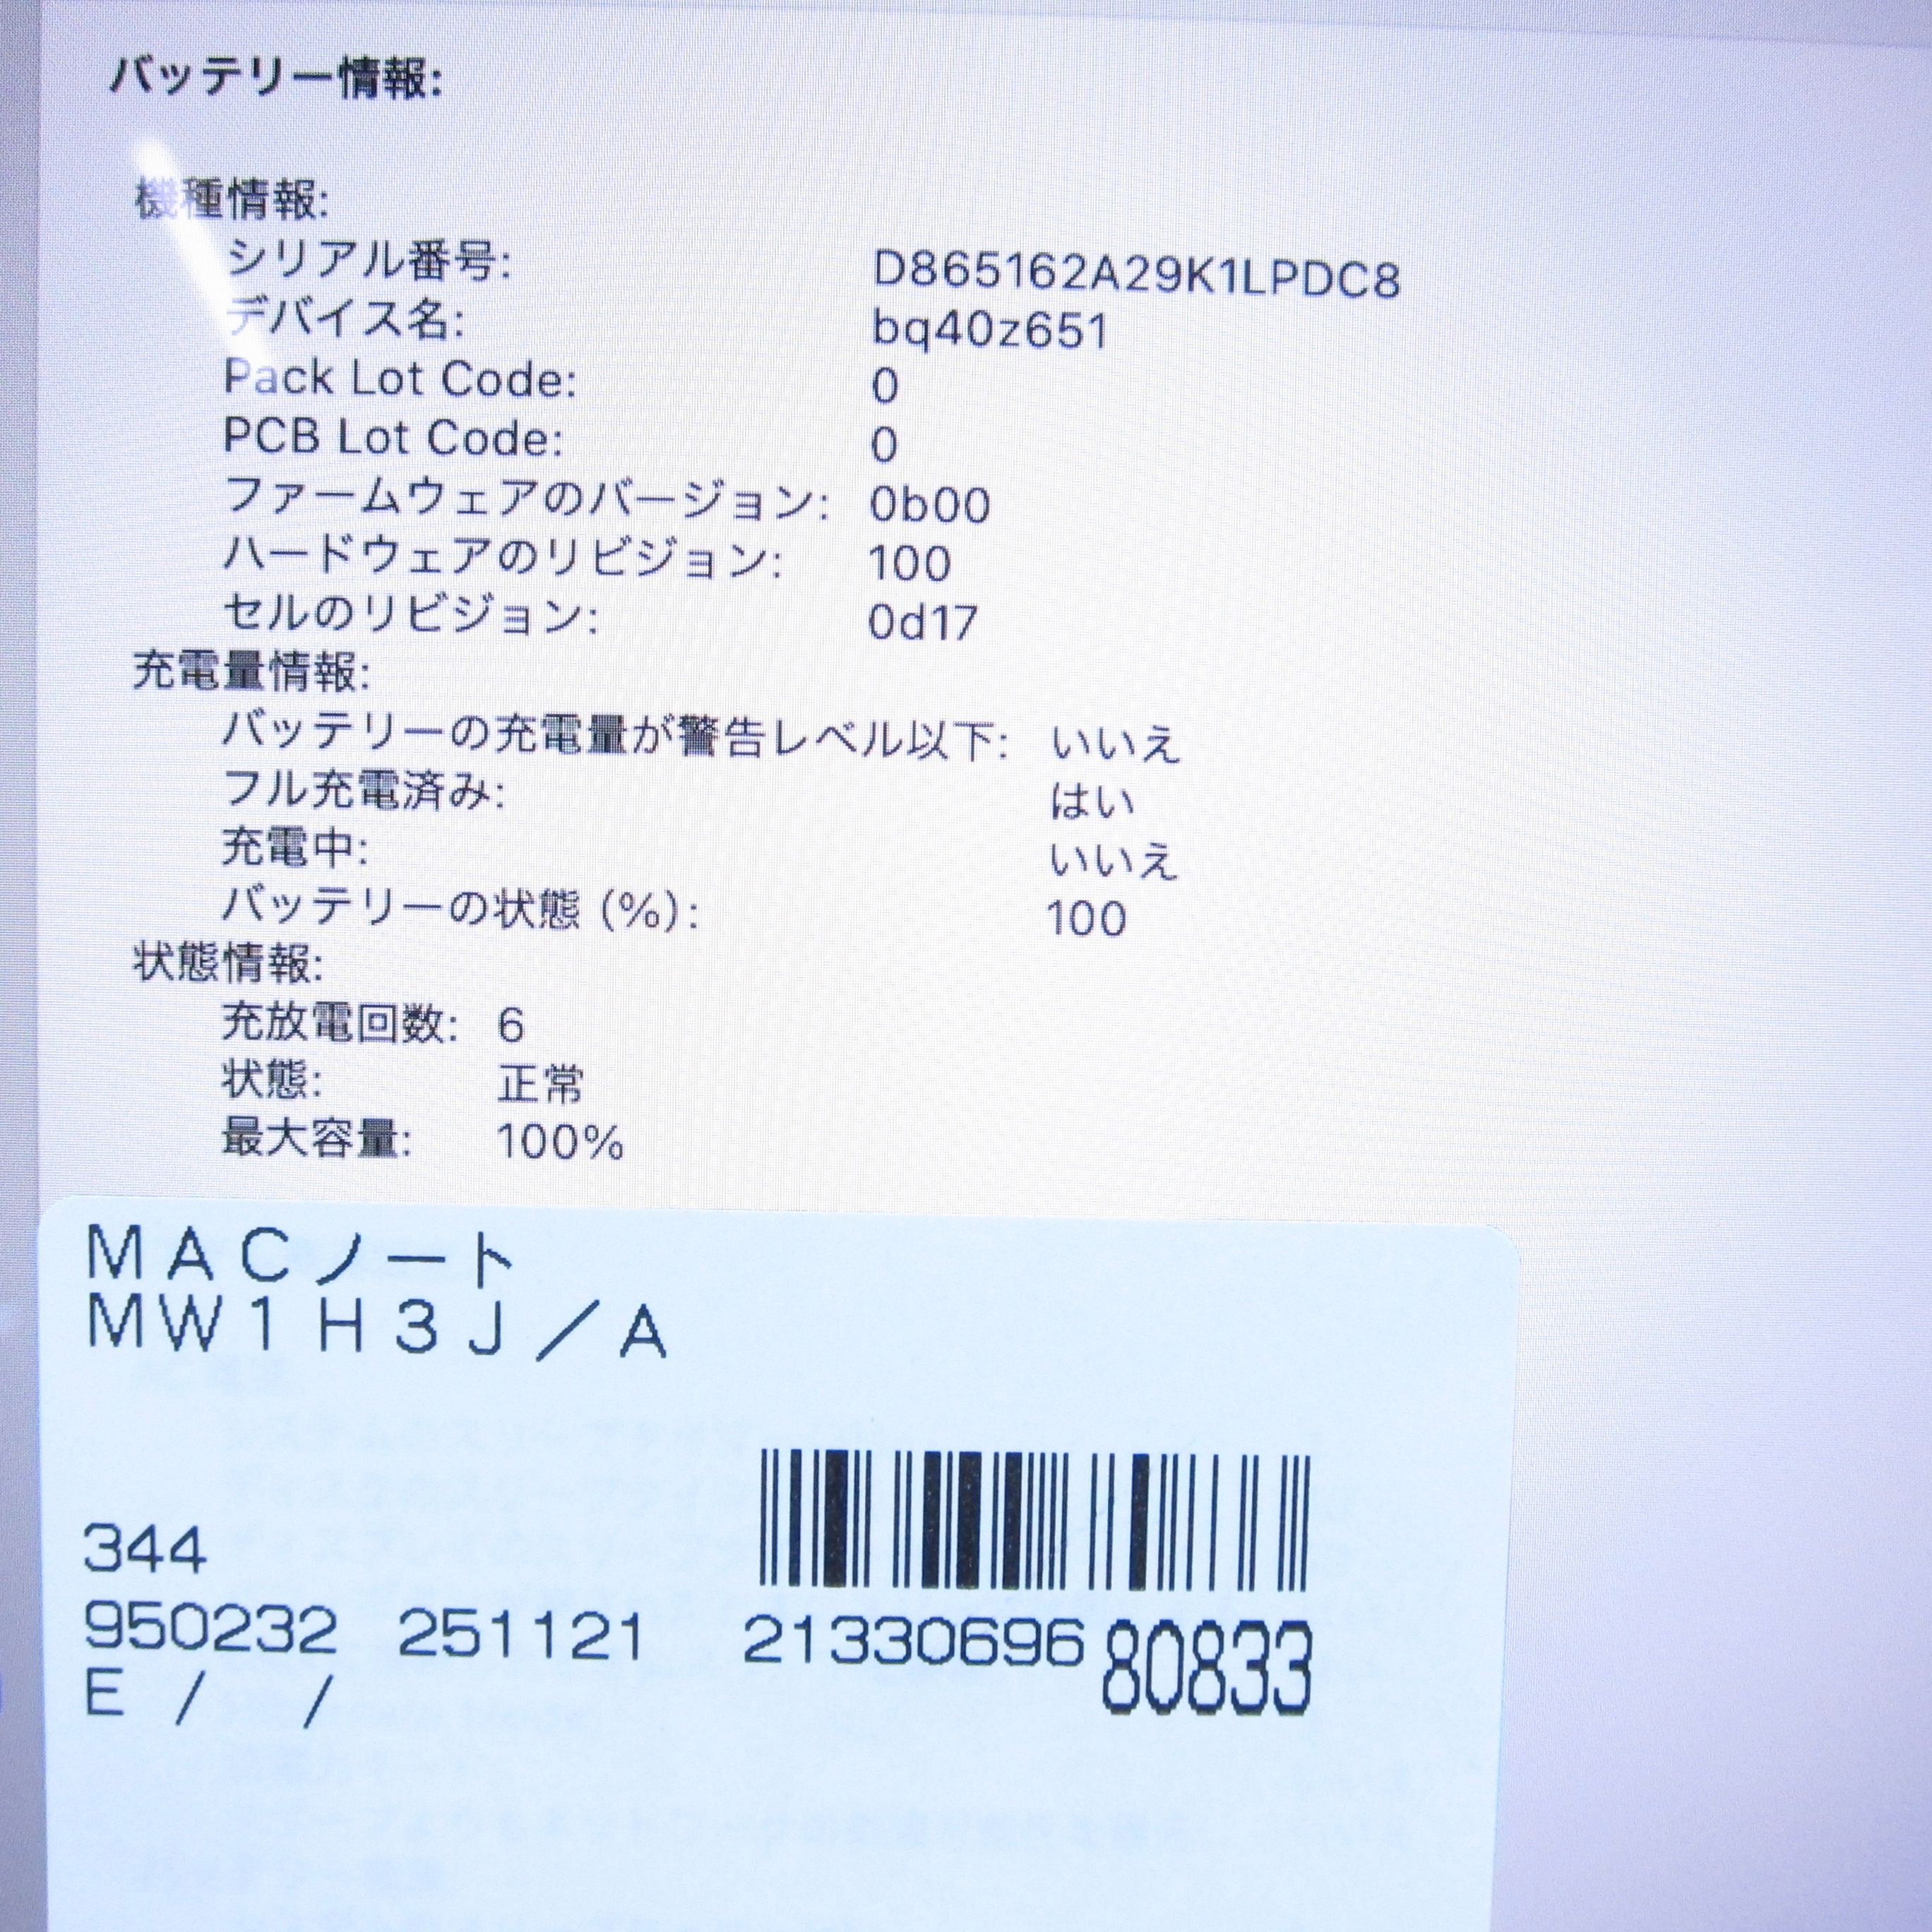 バッテリー情報:
機種情報:
シリアル番号: D865162A29K1LPDC8
デバイス名: bq40z651
Pack Lot Code: 0
PCB Lot Code: 0
ファームウェアのバージョン: 0b00
ハードウェアのリビジョン: 100
セルのリビジョン: 0d17
充電量情報:
バッテリーの充電量が警告レベル以下: いいえ
フル充電済み: はい
充電中: いいえ
バッテリーの状態 (%): 100
状態情報:
充放電回数: 6
状態: 正常
最大容量: 100%
ＭＡＣノート
ＭＷ１Ｈ３Ｊ／Ａ
344
950232 251121 21330696 80833
E / /